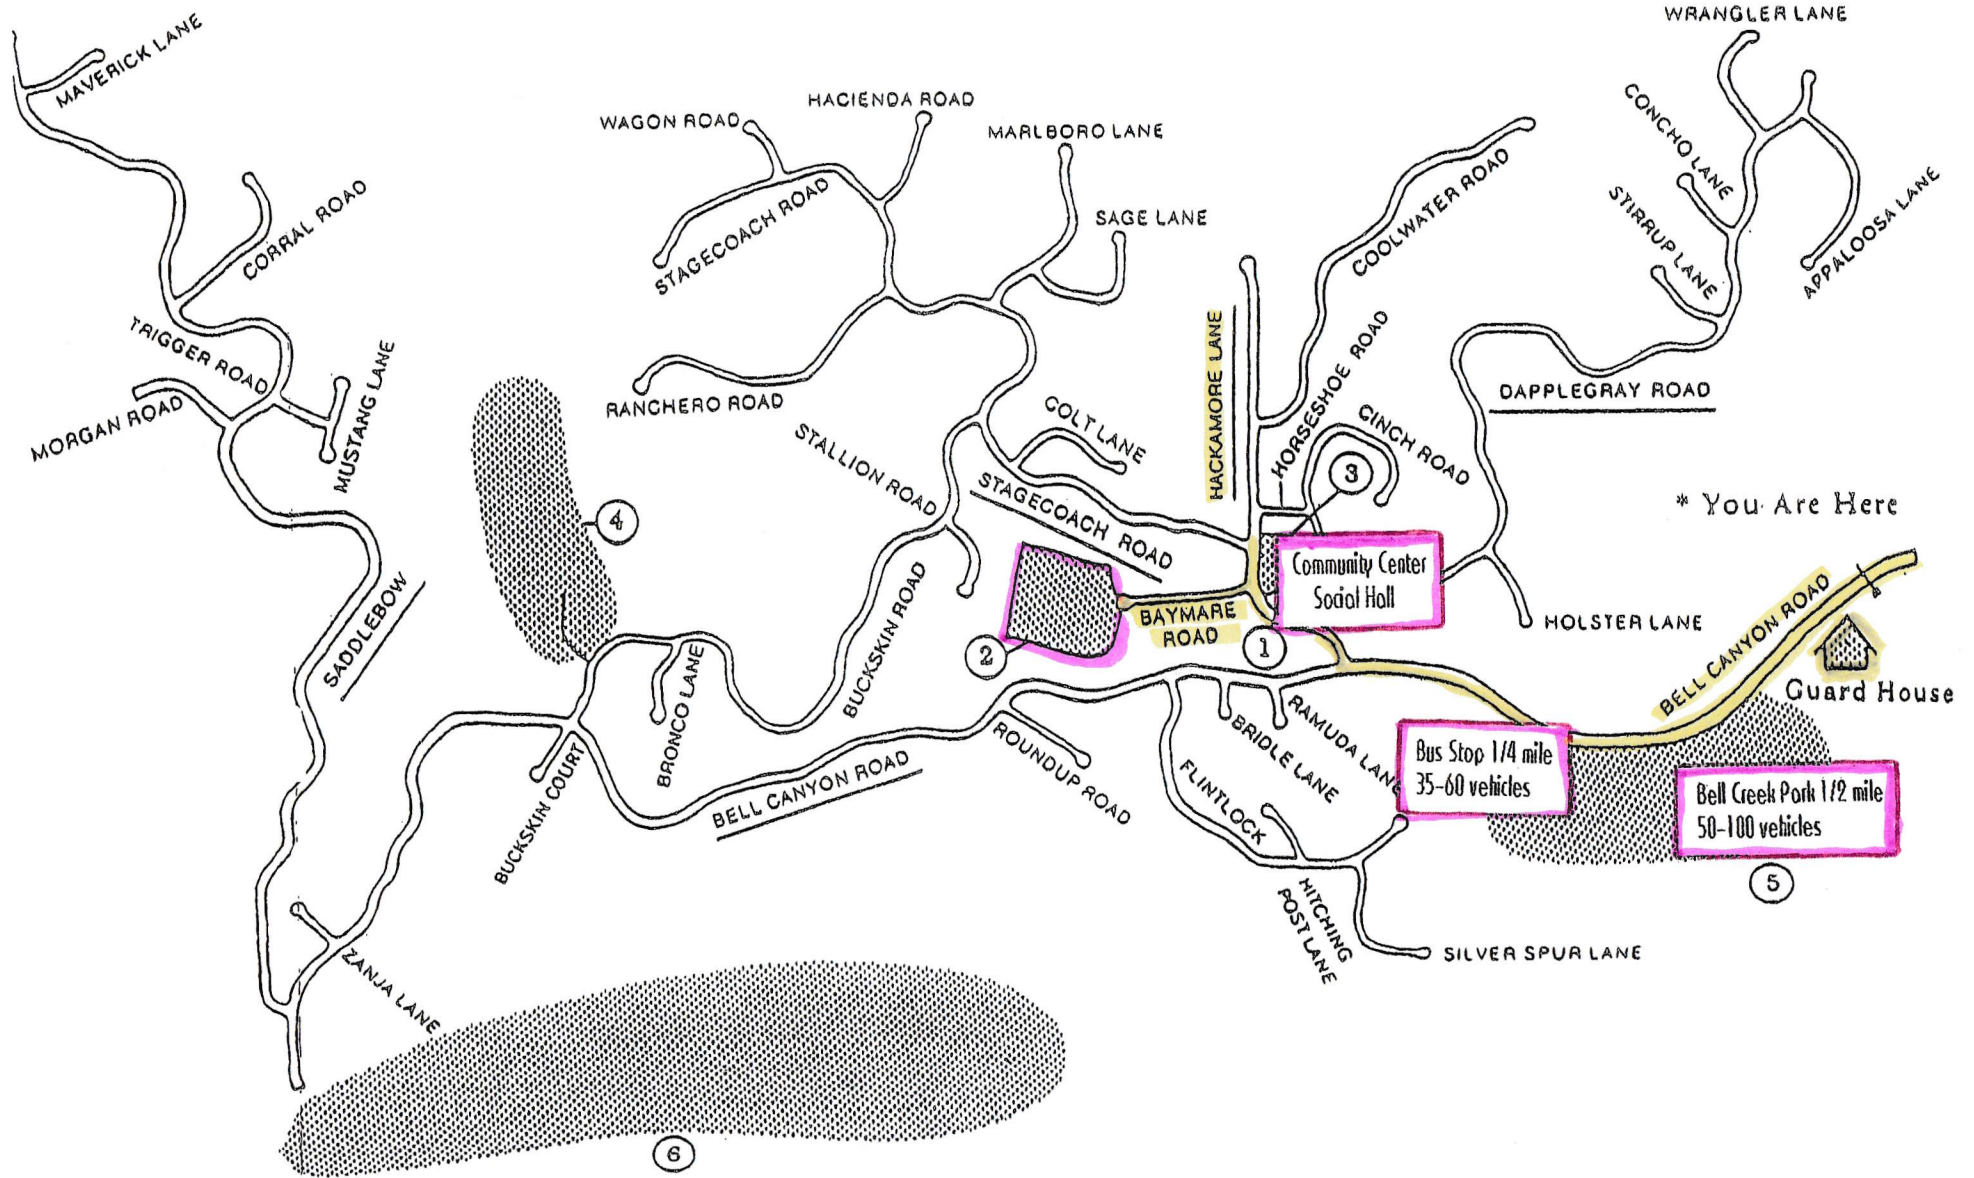 WRANGLER LANE
MAVERICK LANE
HACIENDA ROAD
WAGON ROAD
MARLBORO LANE
CONCHO LANE
CORRAL ROAD
STAGECOACH ROAD
SAGE LANE
COOLWATER ROAD
STIRRUP LANE
APPALOOSA LANE
TRIGGER ROAD
MORGAN ROAD
MUSTANG LANE
RANCHERO ROAD
HACKAMORE LANE
HORSESHOE ROAD
DAPPLEGRAY ROAD
COLT LANE
CINCH ROAD
STALLION ROAD
3
STAGECOACH ROAD
4
* You Are Here
Community Center
Social Hall
SADDLEBOW
BUCKSKIN ROAD
BAYMARE
ROAD
2
1
HOLSTER LANE
BELL CANYON ROAD
Guard House
BRONCO LANE
BUCKSKIN COURT
BELL CANYON ROAD
ROUNDUP ROAD
BRIDLE LANE
RAMUDA LANE
FLINTLOCK
Bus Stop 1/4 mile
35-60 vehicles
Bell Creek Park 1/2 mile
50-100 vehicles
5
HITCHING
POST LANE
SILVER SPUR LANE
ZANJA LANE
6